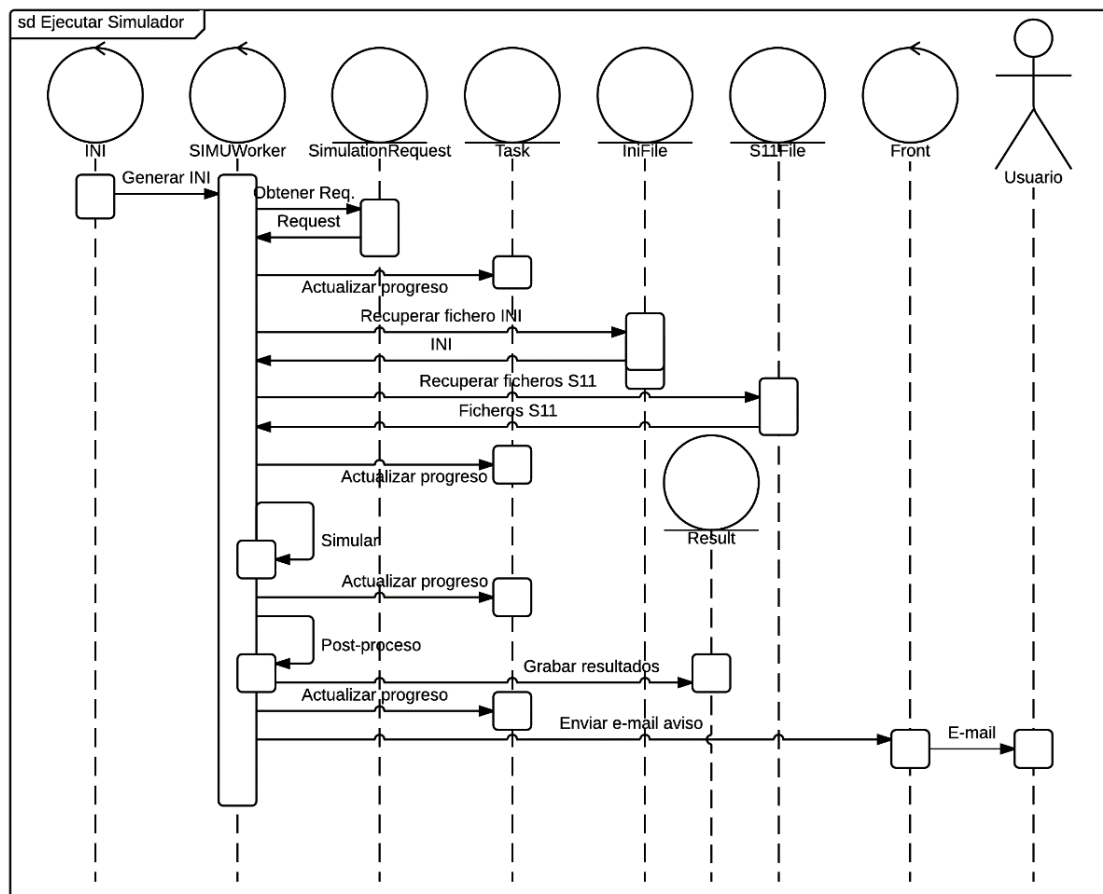 sd Ejecutar Simulador
INI
SIMUWorker
SimulationRequest
Task
IniFile
S11File
Front
Usuario
Generar INI
Obtener Req.
Request
Actualizar progreso
Recuperar fichero INI
INI
Recuperar ficheros S11
Ficheros S11
Actualizar progreso
Result
Simular
Actualizar progreso
Post-proceso
Grabar resultados
Actualizar progreso
Enviar e-mail aviso
E-mail